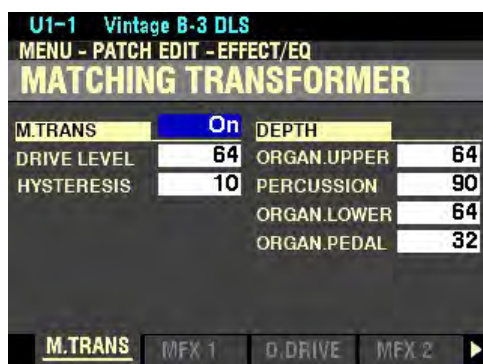 U1-1 Vintage B-3 DLS
MENU - PATCH EDIT - EFFECT/EQ
MATCHING TRANSFORMER
M.TRANS On
DRIVE LEVEL 64
HYSTERESIS 10
DEPTH
ORGAN.UPPER 64
PERCUSSION 90
ORGAN.LOWER 64
ORGAN.PEDAL 32
M.TRANS MFX 1 O.DRIVE MFX 2